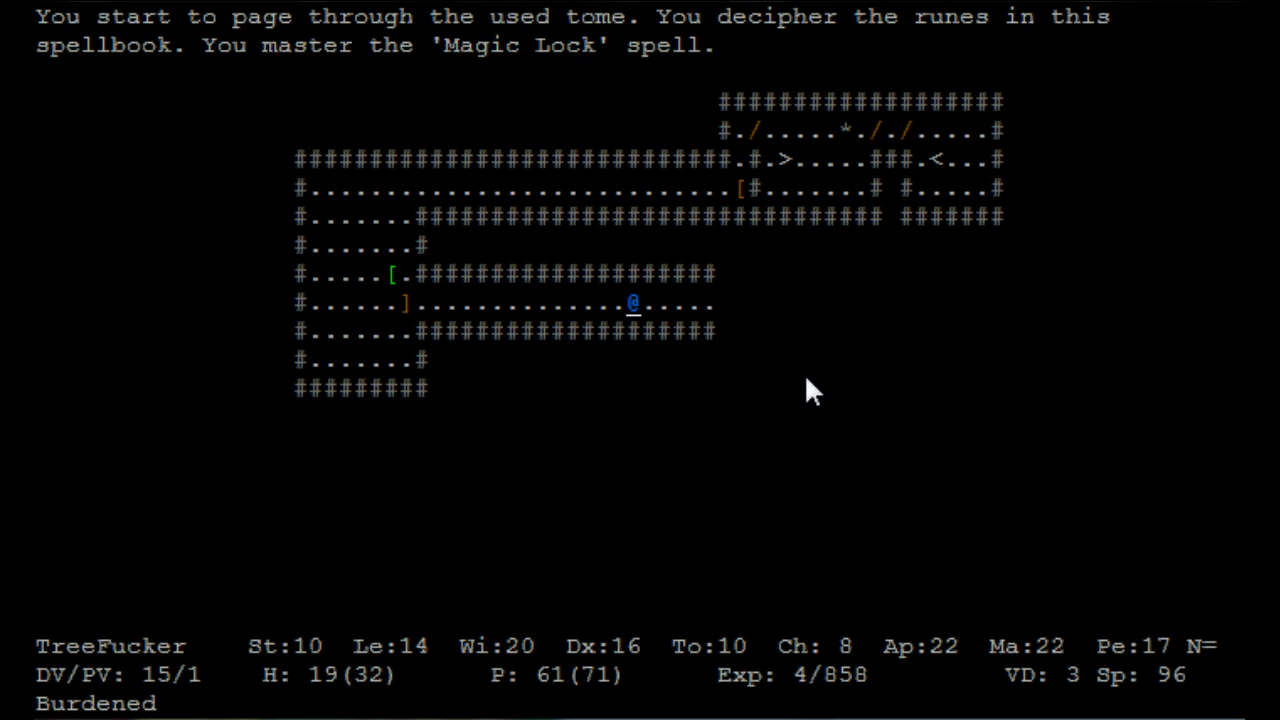 You start to page through the used tome. You decipher the runes in this
spellbook. You master the 'Magic Lock' spell.
###################
#./.....*././.....#
#############################.#.>.....###.<...#
#............................[#.......# #.....#
#.......############################### #######
#.......#
#.....[.####################
#......]..............@.....
#.......####################
#.......#
#########
TreeFucker St:10 Le:14 Wi:20 Dx:16 To:10 Ch: 8 Ap:22 Ma:22 Pe:17 N=
DV/PV: 15/1 H: 19(32) P: 61(71) Exp: 4/858 VD: 3 Sp: 96
Burdened